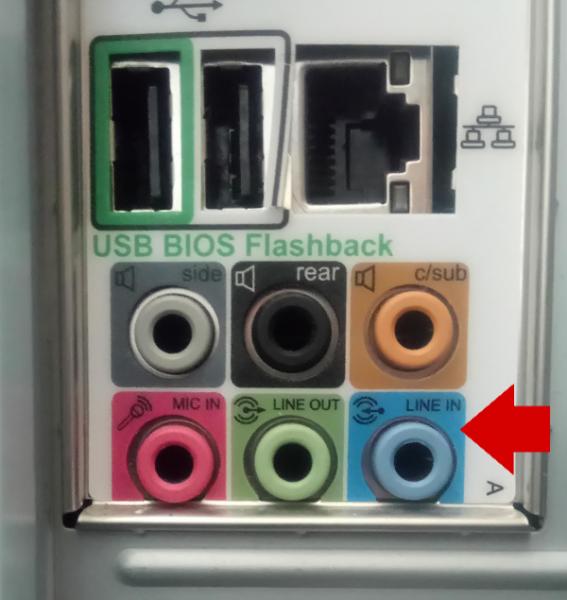 USB BIOS Flashback
side rear c/sub
MIC IN LINE OUT LINE IN
A